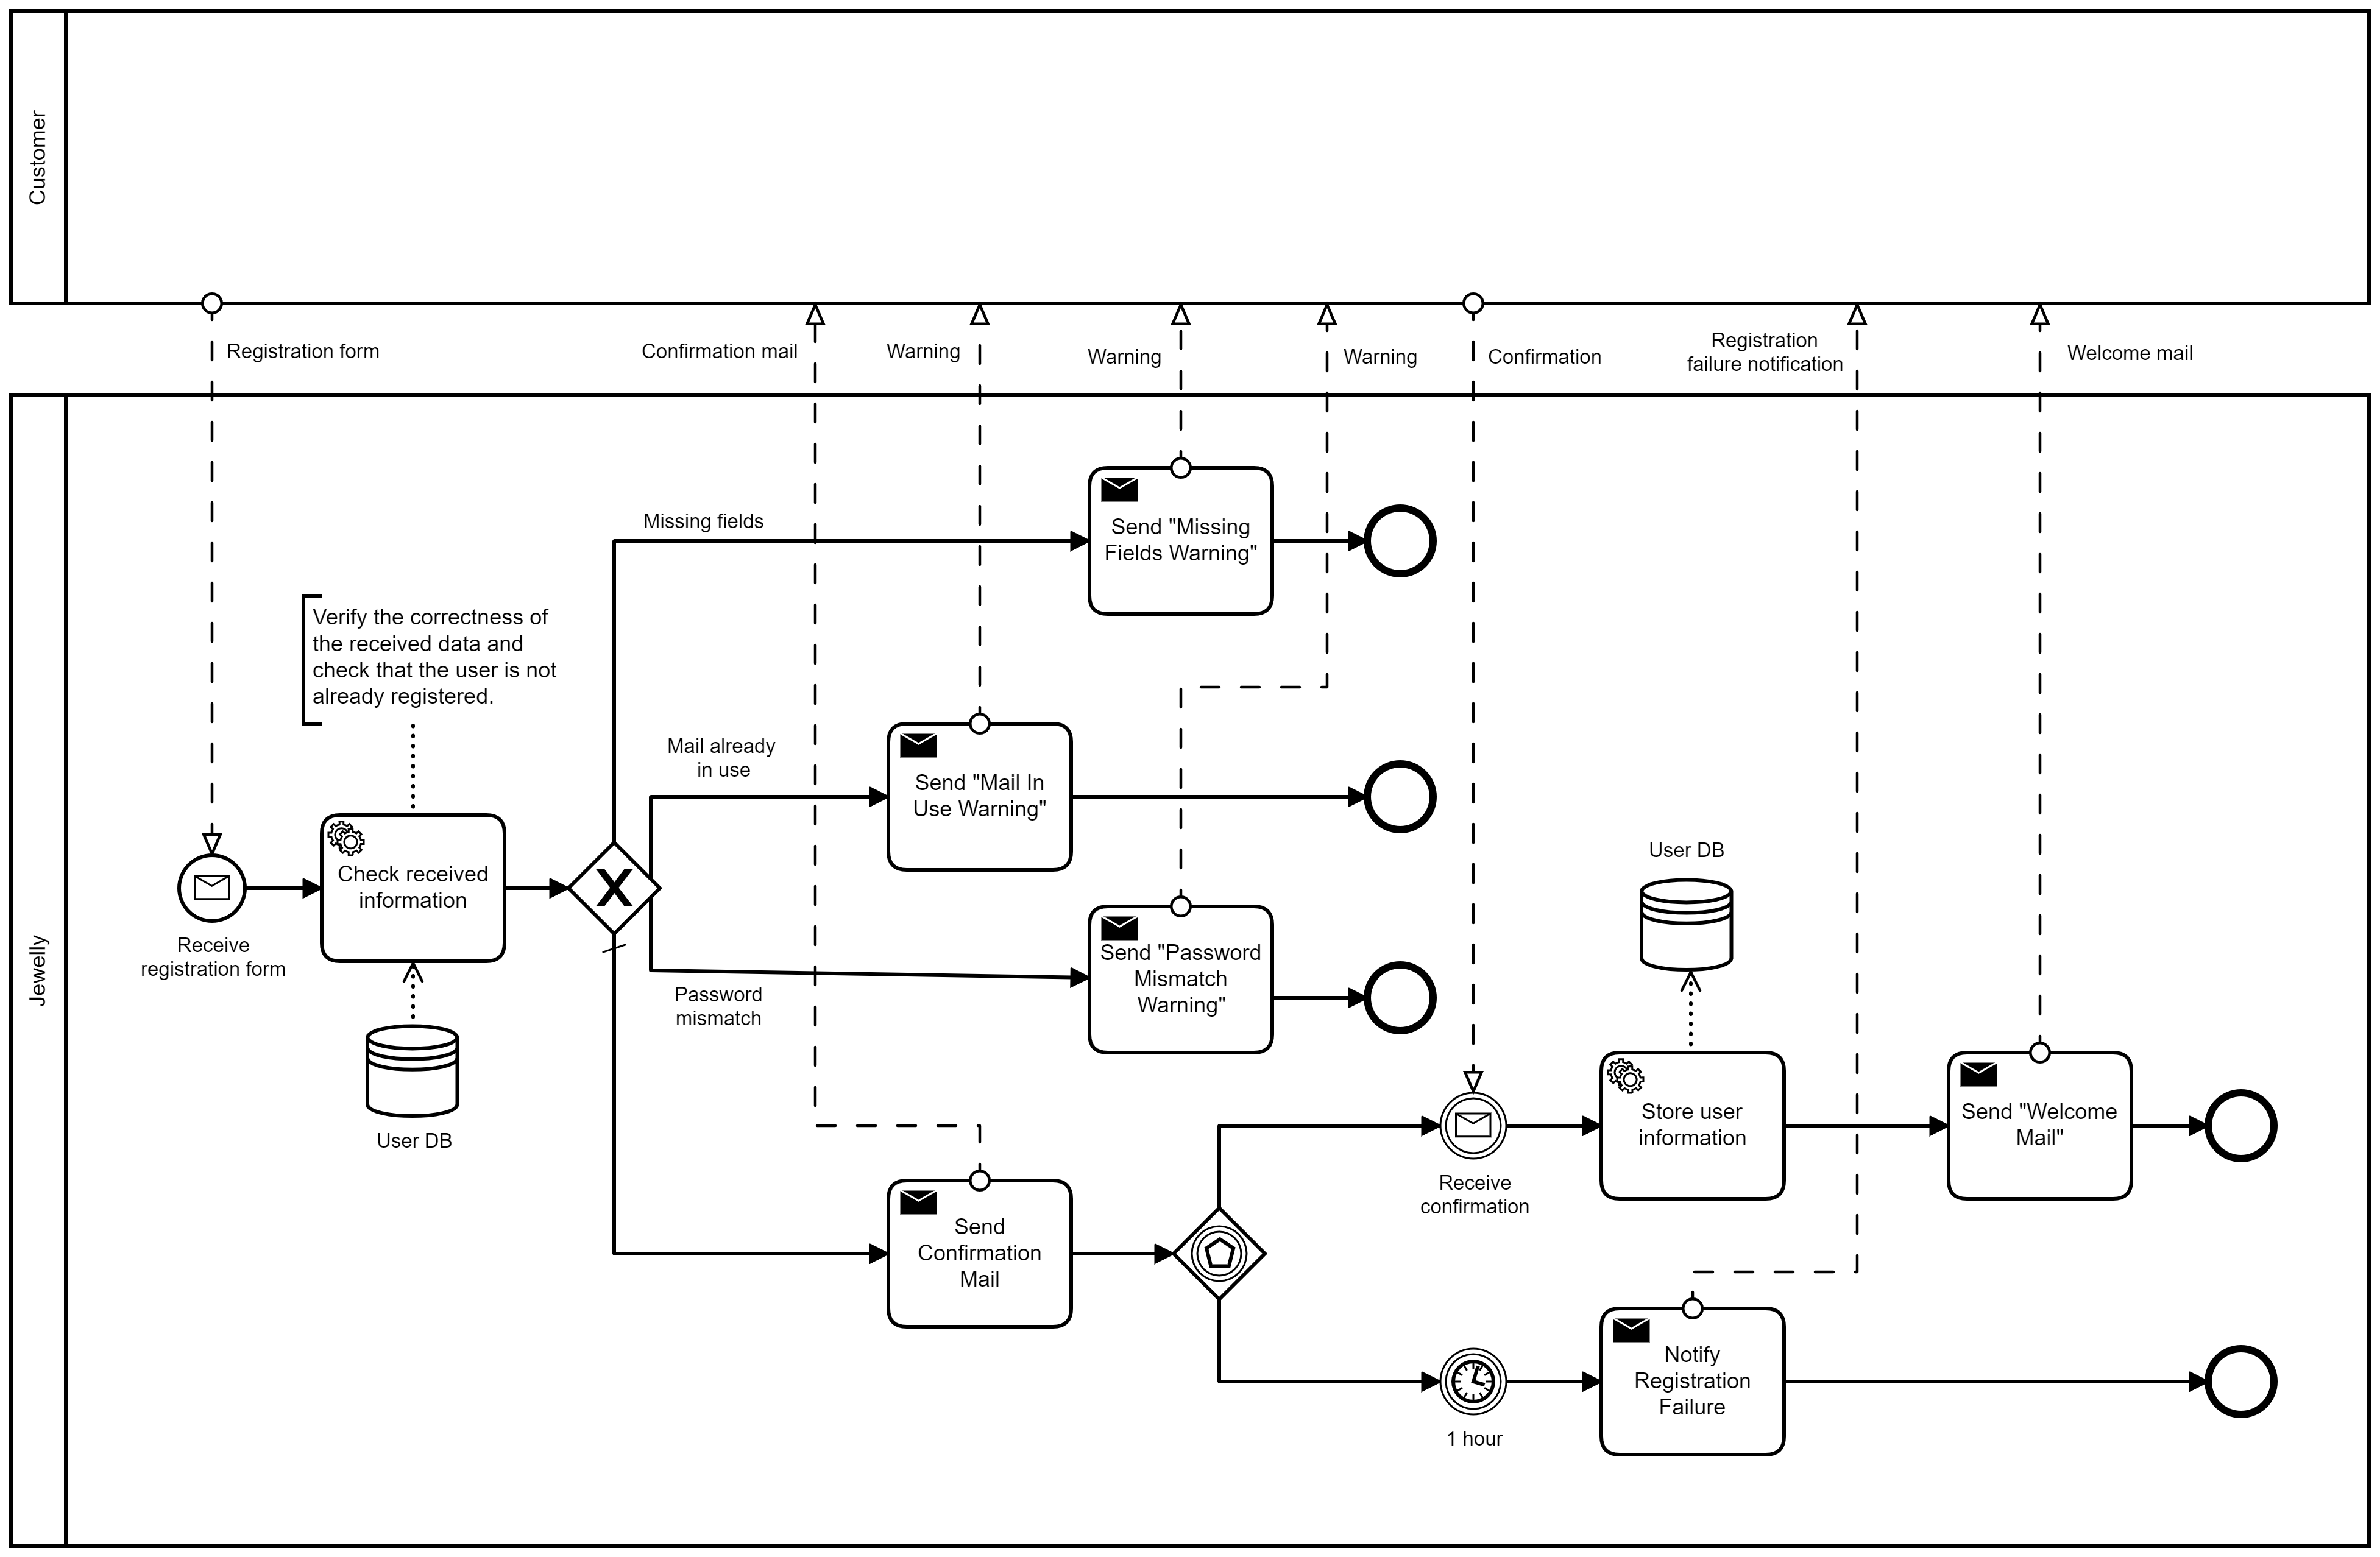 Customer
Registration form
Confirmation mail
Warning
Warning
Warning
Confirmation
Registration
failure notification
Welcome mail
Jewelly
Missing fields
Send "Missing
Fields Warning"
Verify the correctness of
the received data and
check that the user is not
already registered.
Mail already
in use
Send "Mail In
Use Warning"
Receive
registration form
Check received
information
User DB
X
Password
mismatch
Send "Password
Mismatch
Warning"
User DB
Send
Confirmation
Mail
Receive
confirmation
Store user
information
Send "Welcome
Mail"
1 hour
Notify
Registration
Failure